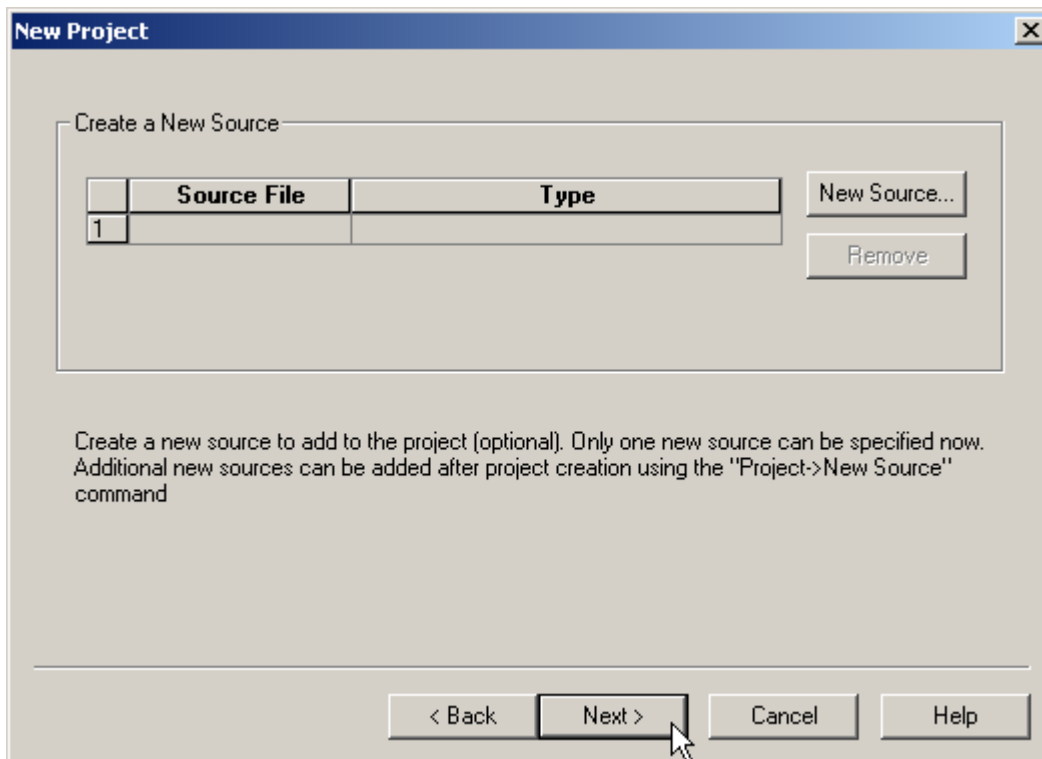 New Project
Create a New Source
Source File Type
1
New Source...
Remove
Create a new source to add to the project (optional). Only one new source can be specified now.
Additional new sources can be added after project creation using the "Project->New Source"
command
< Back Next > Cancel Help